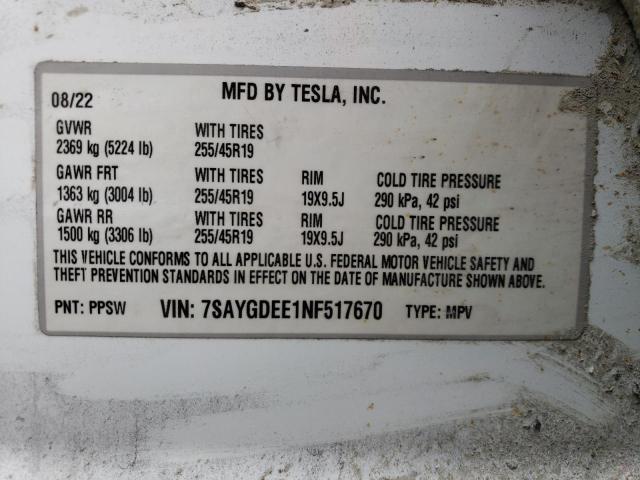 08/22 MFD BY TESLA, INC.
GVWR WITH TIRES
2369 kg (5224 lb) 255/45R19
GAWR FRT WITH TIRES RIM COLD TIRE PRESSURE
1363 kg (3004 lb) 255/45R19 19X9.5J 290 kPa, 42 psi
GAWR RR WITH TIRES RIM COLD TIRE PRESSURE
1500 kg (3306 lb) 255/45R19 19X9.5J 290 kPa, 42 psi
THIS VEHICLE CONFORMS TO ALL APPLICABLE U.S. FEDERAL MOTOR VEHICLE SAFETY AND
THEFT PREVENTION STANDARDS IN EFFECT ON THE DATE OF MANUFACTURE SHOWN ABOVE.
PNT: PPSW VIN: 7SAYGDEE1NF517670 TYPE: MPV